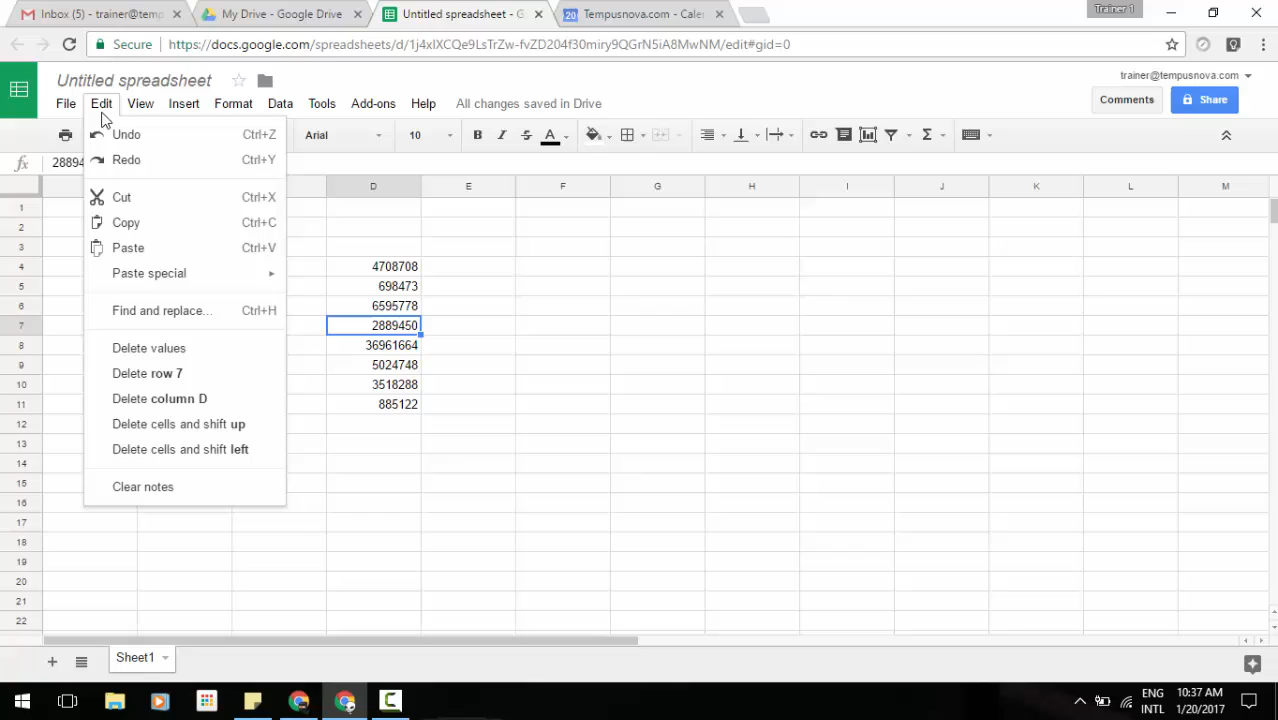 Inbox (5) - trainer@temp
My Drive - Google Drive
Untitled spreadsheet - G
20 Tempusnova.com - Cale
Trainer 1
Secure https://docs.google.com/spreadsheets/d/1j4xIXCQe9LsTrZw-fvZD204f30miry9QGrN5iA8MwNM/edit#gid=0
Untitled spreadsheet
trainer@tempusnova.com
File Edit View Insert Format Data Tools Add-ons Help All changes saved in Drive
Comments
Share
Arial 10 B I S A Σ
fx 28894
D E F G H I J K L M
1
2
3
4 4708708
5 698473
6 6595778
7 2889450
8 36961664
9 5024748
10 3518288
11 885122
12
13
14
15
16
17
18
19
20
21
22
Undo Ctrl+Z
Redo Ctrl+Y
Cut Ctrl+X
Copy Ctrl+C
Paste Ctrl+V
Paste special
Find and replace... Ctrl+H
Delete values
Delete row 7
Delete column D
Delete cells and shift up
Delete cells and shift left
Clear notes
Sheet1
ENG
INTL
10:37 AM
1/20/2017